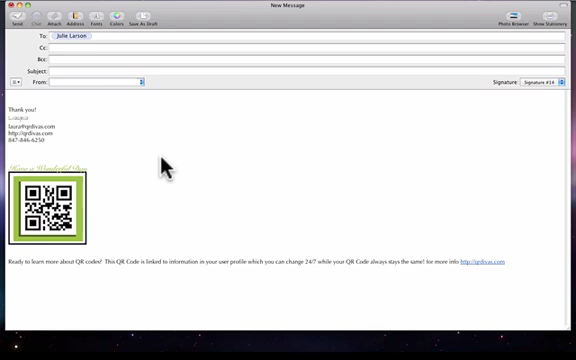 New Message
Send Chat Attach Address Fonts Colors Save As Draft Photo Browser Show Stationery
To: Julie Larson
Cc:
Bcc:
Subject:
From: Signature: Signature #14
Thank you!
laura@qrdivas.com
http://qrdivas.com
847-846-6250
Have a Wonderful Day!
Ready to learn more about QR codes? This QR Code is linked to information in your user profile which you can change 24/7 while your QR Code always stays the same! for more info http://qrdivas.com